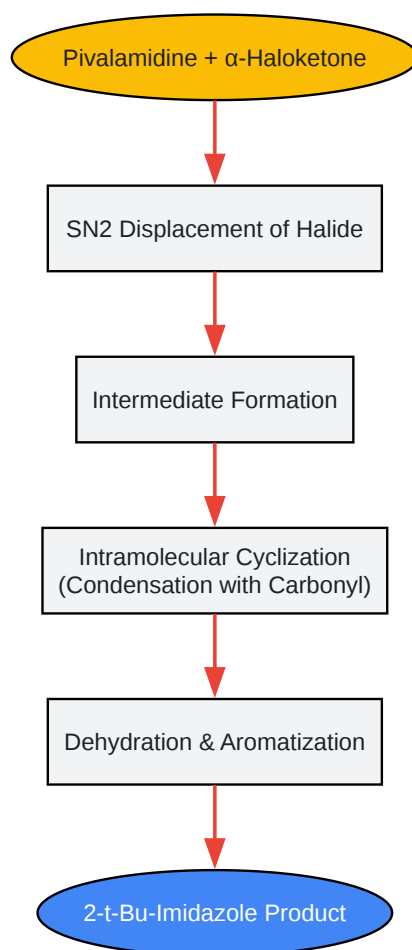 Pivalamidine + α-Haloketone
SN2 Displacement of Halide
Intermediate Formation
Intramolecular Cyclization
(Condensation with Carbonyl)
Dehydration & Aromatization
2-t-Bu-Imidazole Product